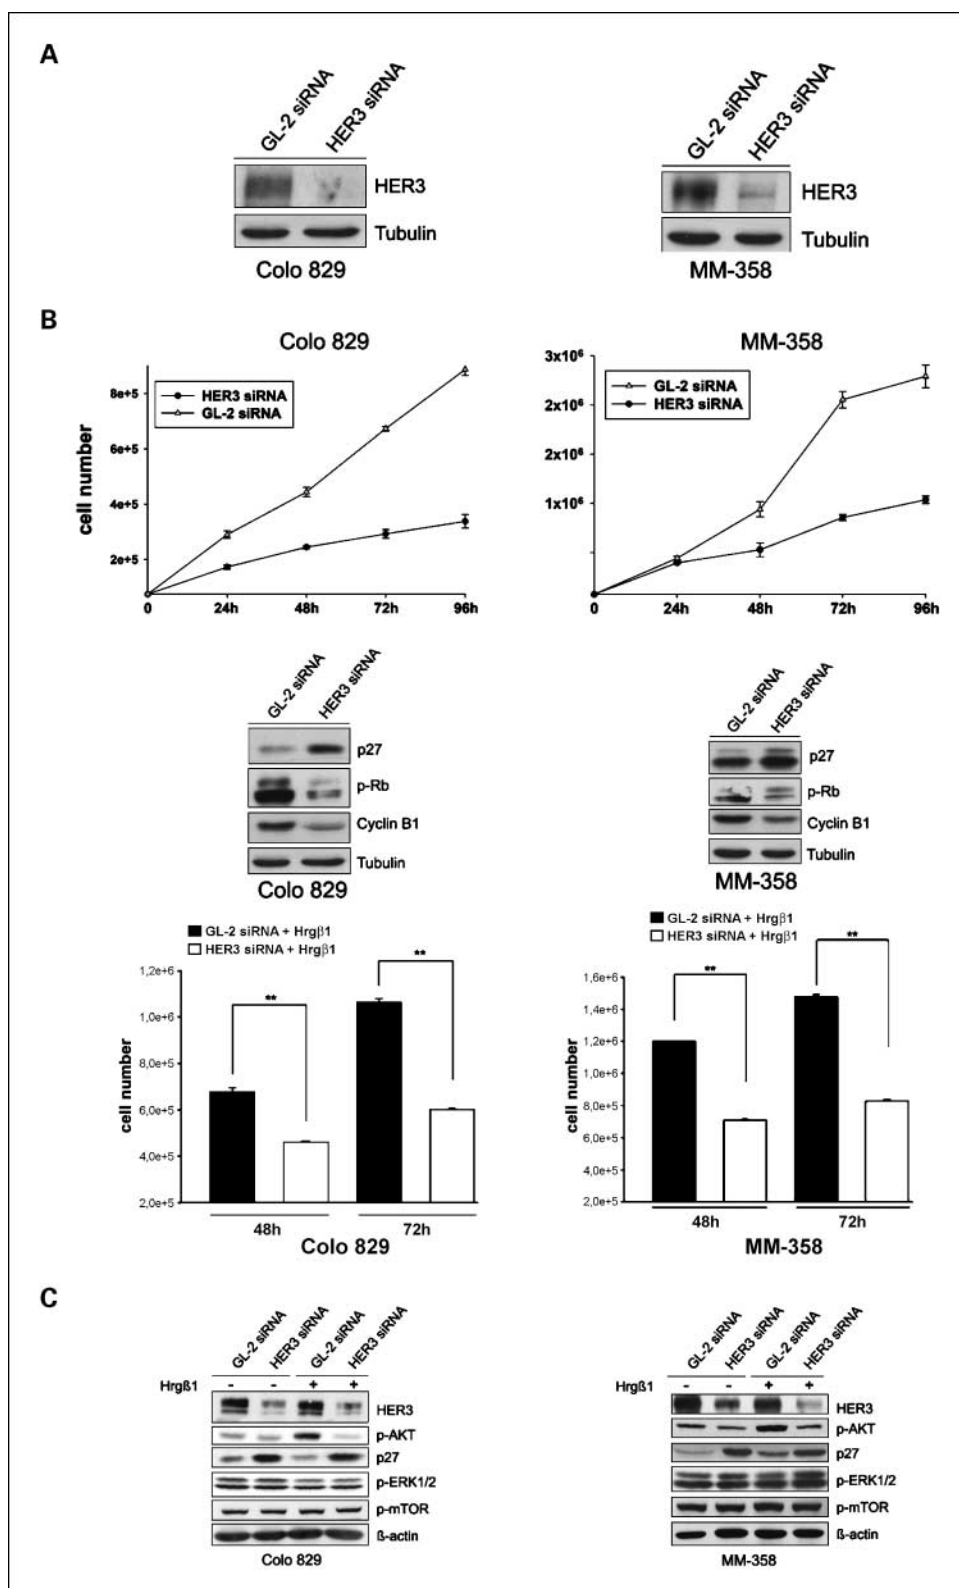 A
GL-2 siRNA
HER3 siRNA
HER3
Tubulin
Colo 829
GL-2 siRNA
HER3 siRNA
HER3
Tubulin
MM-358
B
Colo 829
HER3 siRNA
GL-2 siRNA
cell number
8e+5
6e+5
4e+5
2e+5
0
24h
48h
72h
96h
MM-358
GL-2 siRNA
HER3 siRNA
3x10⁶
2x10⁶
2x10⁶
1x10⁶
0
24h
48h
72h
96h
GL-2 siRNA
HER3 siRNA
p27
p-Rb
Cyclin B1
Tubulin
Colo 829
GL-2 siRNA
HER3 siRNA
p27
p-Rb
Cyclin B1
Tubulin
MM-358
GL-2 siRNA + Hrgβ1
HER3 siRNA + Hrgβ1
cell number
1,2e+6
1,0e+6
8,0e+5
6,0e+5
4,0e+5
2,0e+5
**
**
48h
72h
Colo 829
GL-2 siRNA + Hrgβ1
HER3 siRNA + Hrgβ1
cell number
1,6e+6
1,4e+6
1,2e+6
1,0e+6
8,0e+5
6,0e+5
4,0e+5
2,0e+5
**
**
48h
72h
MM-358
C
GL-2 siRNA
HER3 siRNA
GL-2 siRNA
HER3 siRNA
Hrgß1 - - + +
HER3
p-AKT
p27
p-ERK1/2
p-mTOR
ß-actin
Colo 829
GL-2 siRNA
HER3 siRNA
GL-2 siRNA
HER3 siRNA
Hrgß1 - - + +
HER3
p-AKT
p27
p-ERK1/2
p-mTOR
ß-actin
MM-358